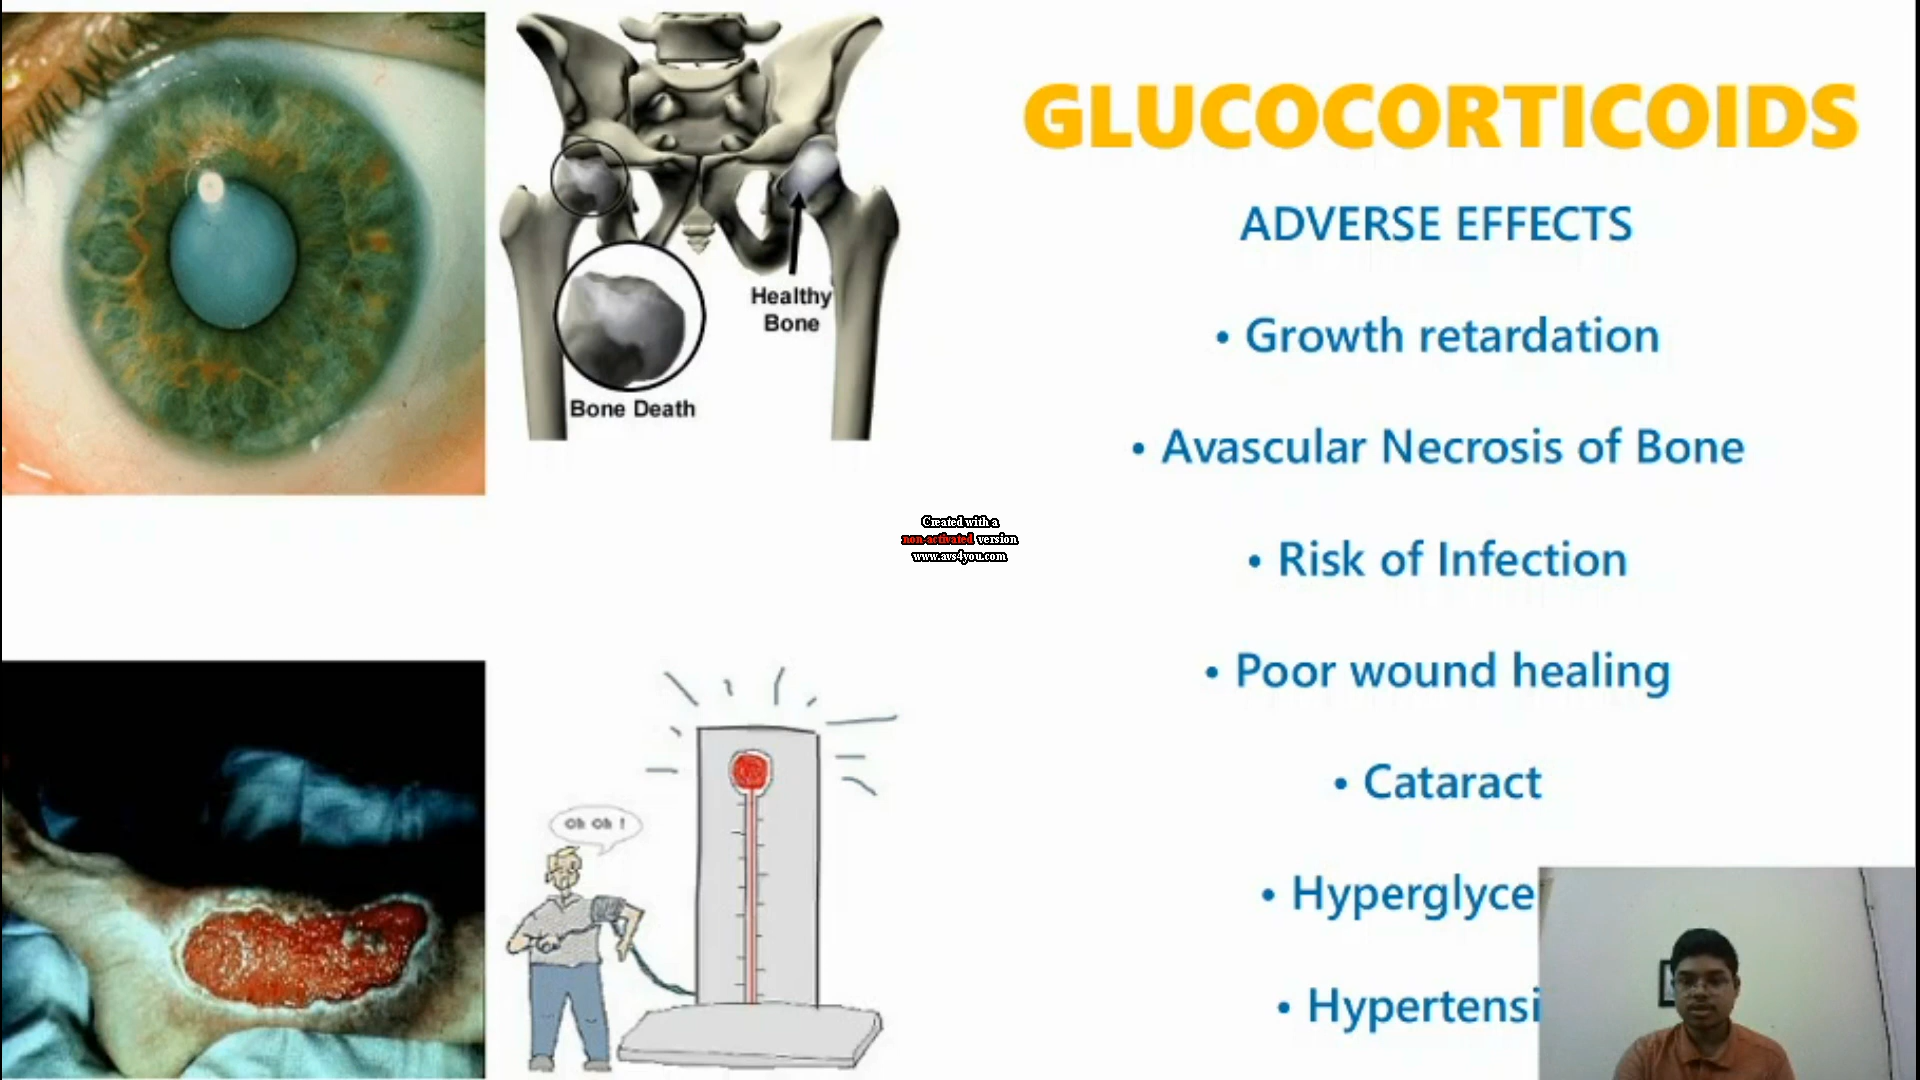 GLUCOCORTICOIDS
ADVERSE EFFECTS
• Growth retardation
• Avascular Necrosis of Bone
• Risk of Infection
• Poor wound healing
• Cataract
• Hyperglyce
• Hypertensi
Healthy
Bone
Bone Death
Created with a
non-activated version
www.avs4you.com
Oh Oh !